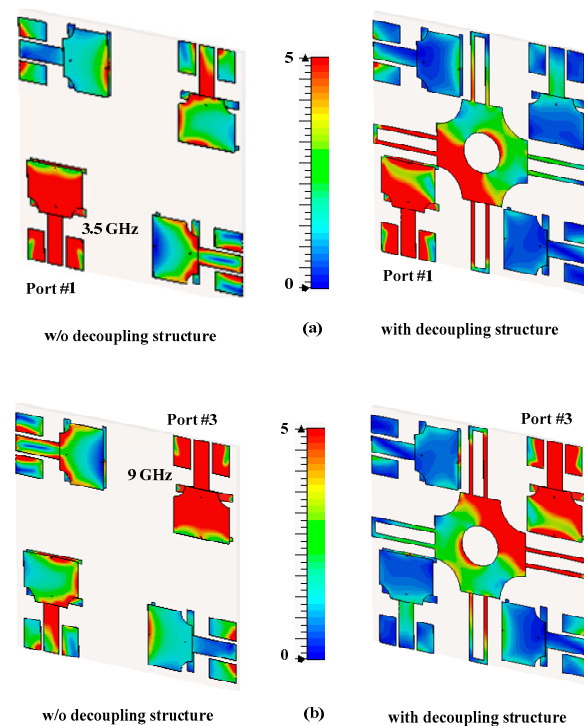 5
3.5 GHz
0
Port #1
Port #1
w/o decoupling structure
(a)
with decoupling structure
Port #3
Port #3
5
9 GHz
0
w/o decoupling structure
(b)
with decoupling structure